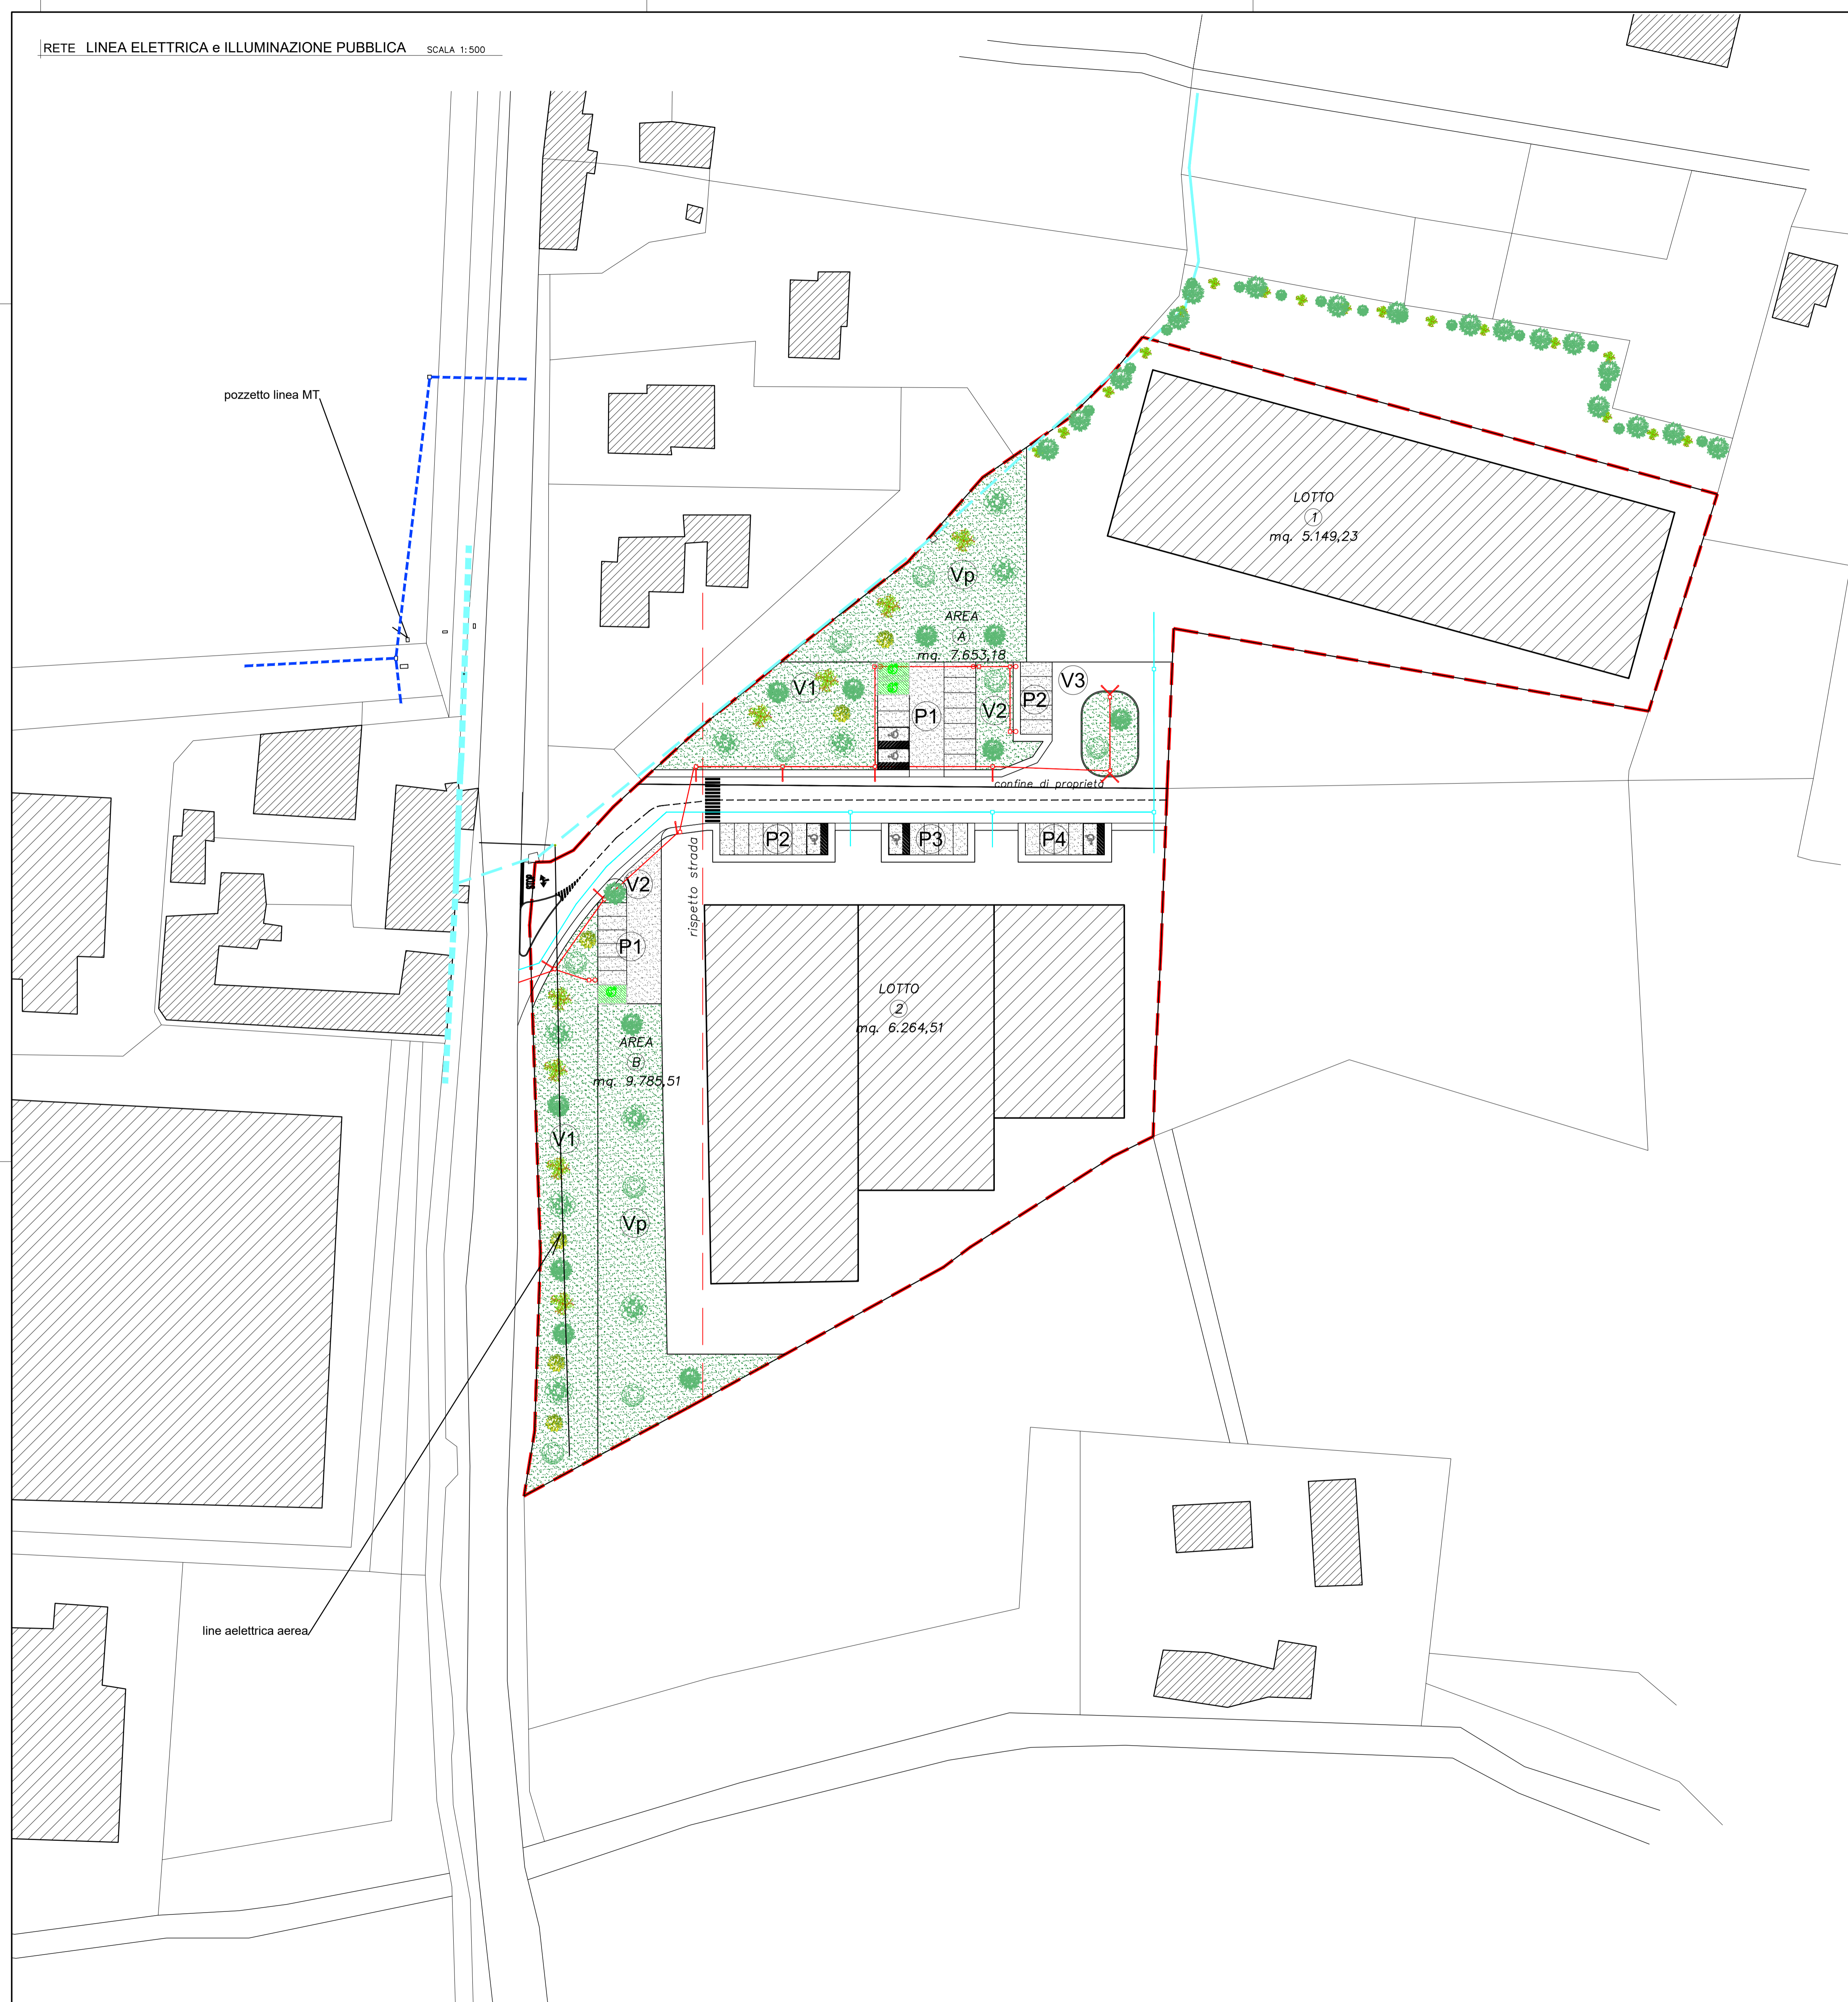 RETE LINEA ELETTRICA e ILLUMINAZIONE PUBBLICA SCALA 1:500
pozzetto linea MT
LOTTO
1
mq. 5.149,23
Vp
AREA
A
mq. 7.653,18
V1
P1
V2
P2
V3
confine di proprietà
P2
P3
P4
rispetto strada
STOP
V2
P1
LOTTO
2
mq. 6.264,51
AREA
B
mq. 9.785,51
V1
Vp
line aelettrica aerea